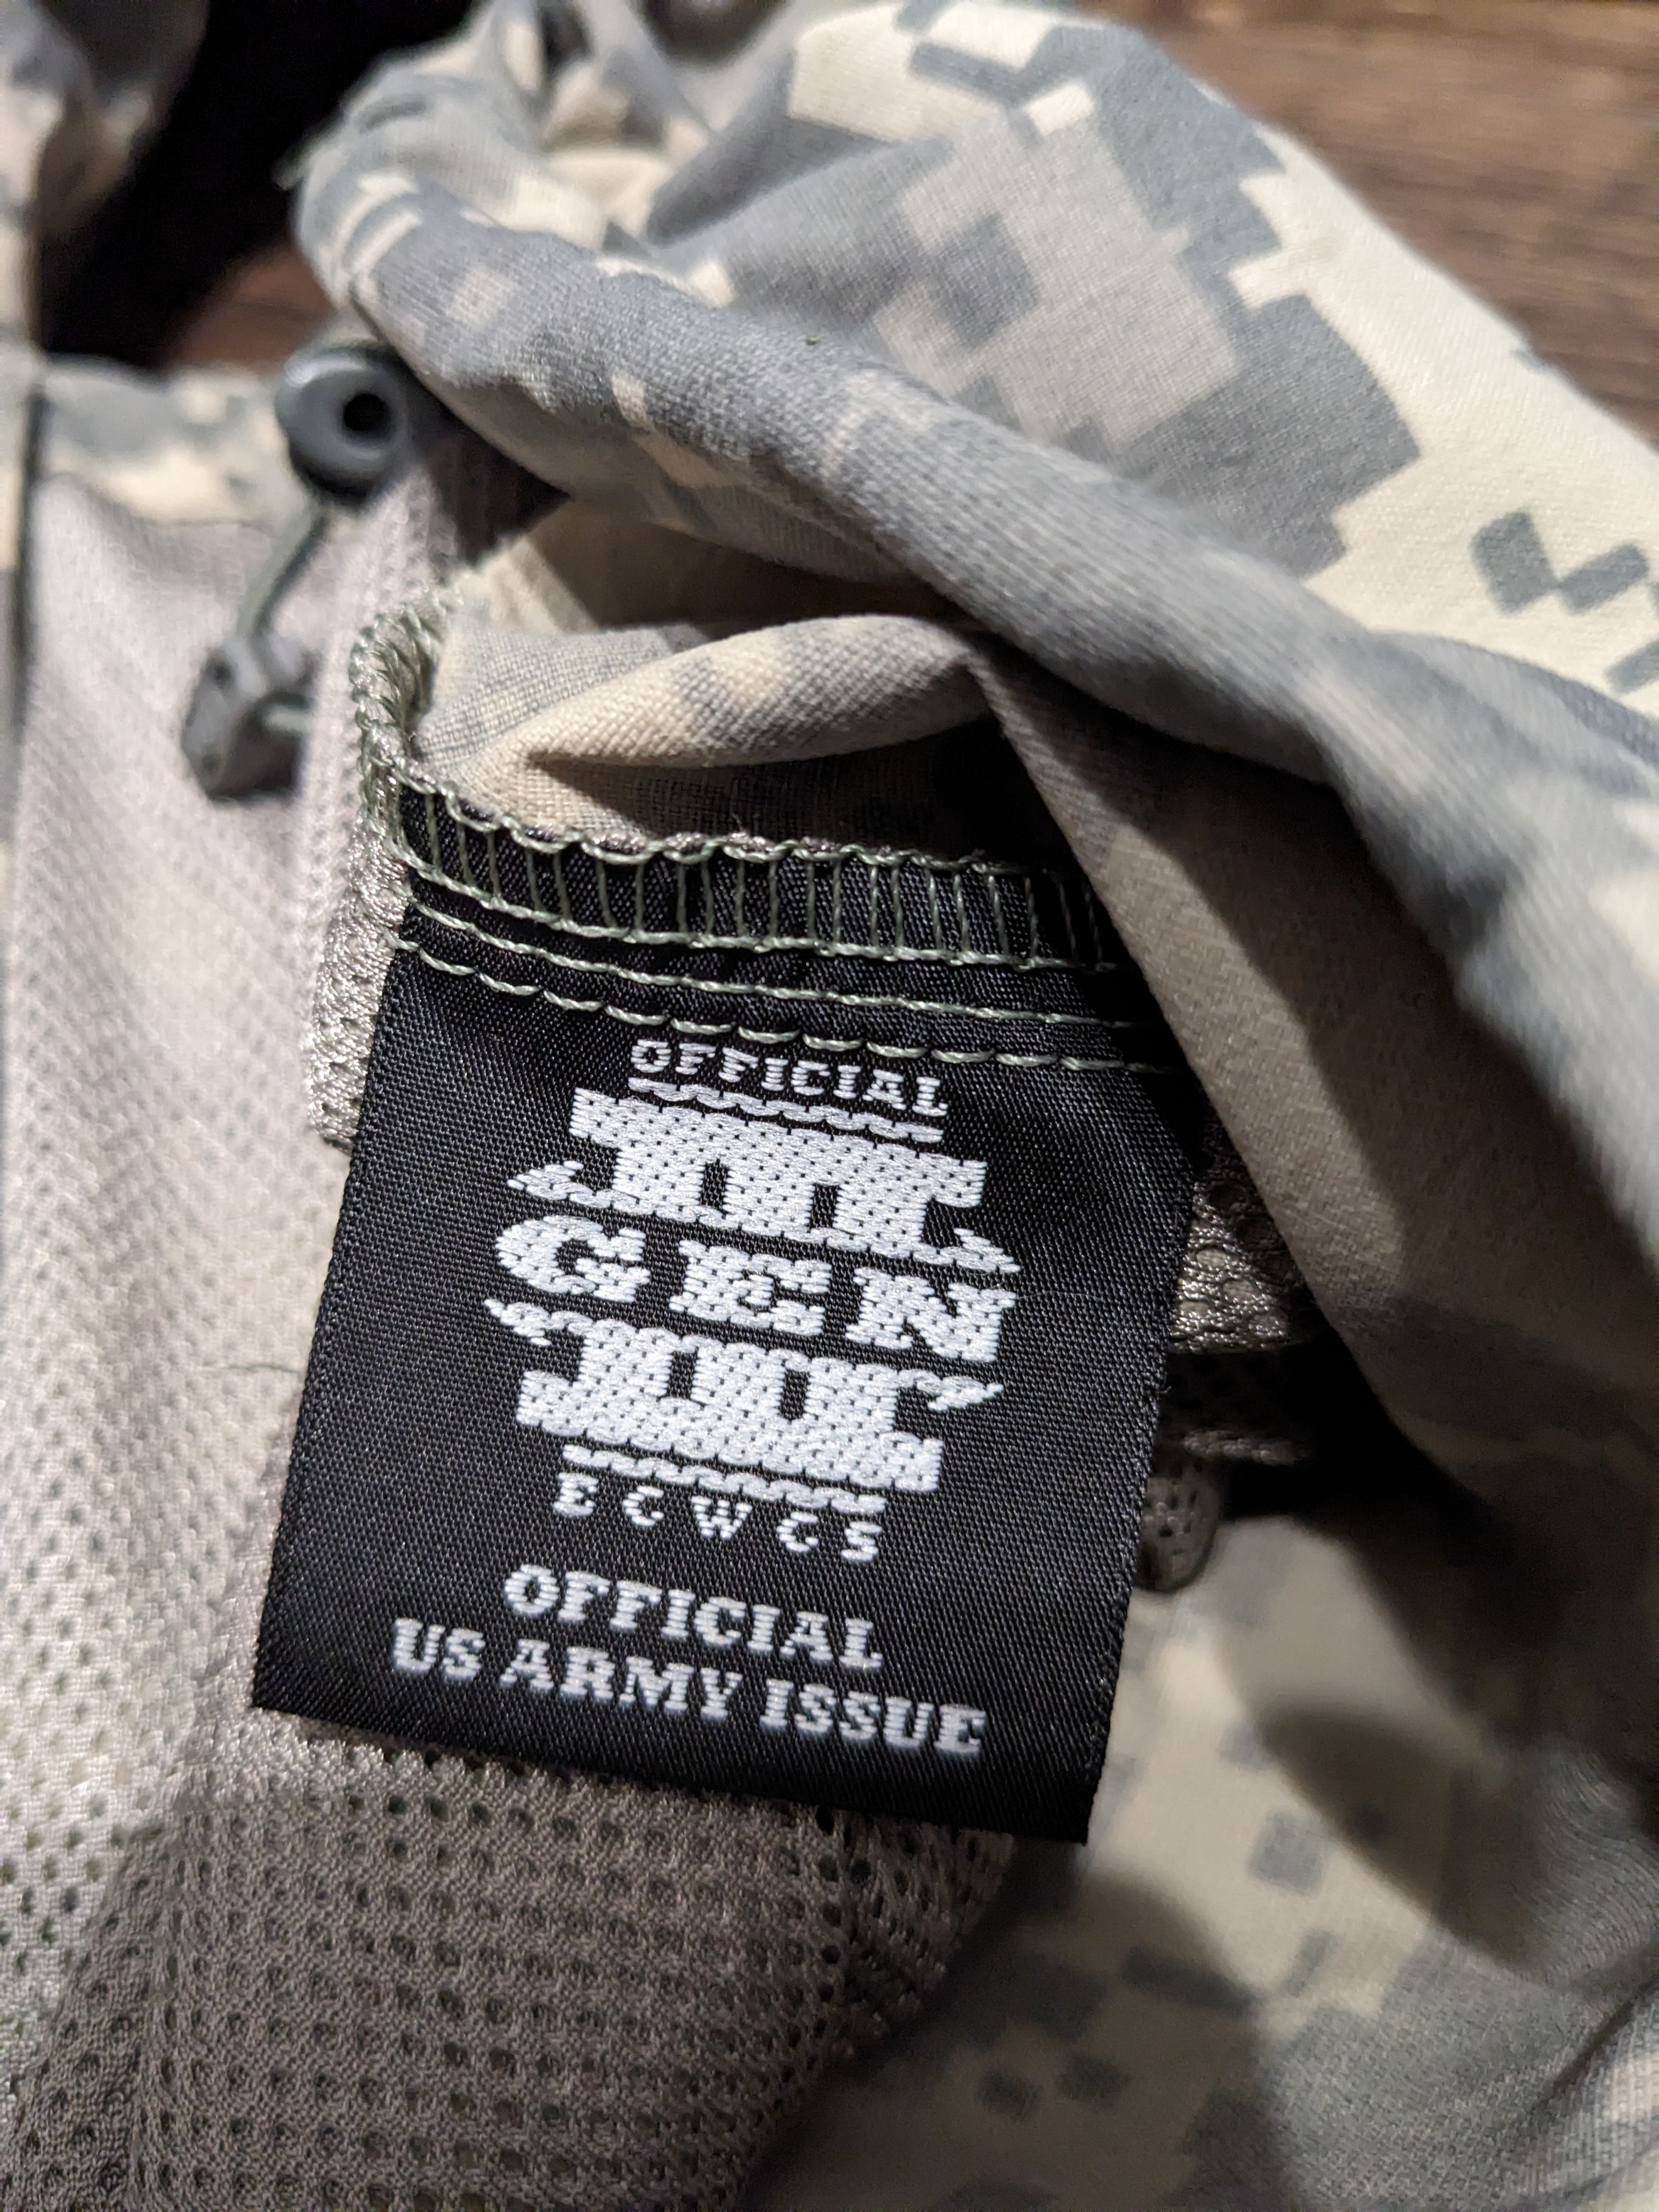 OFFICIAL
III
GEN
III
ECWCS
OFFICIAL
US ARMY ISSUE